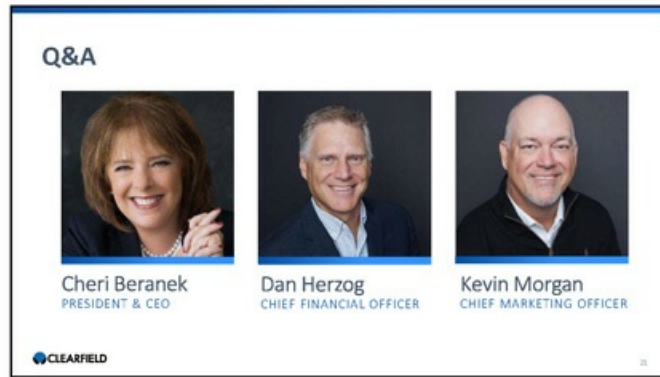 Q&A
Cheri Beranek
PRESIDENT & CEO
Dan Herzog
CHIEF FINANCIAL OFFICER
Kevin Morgan
CHIEF MARKETING OFFICER
CLEARFIELD